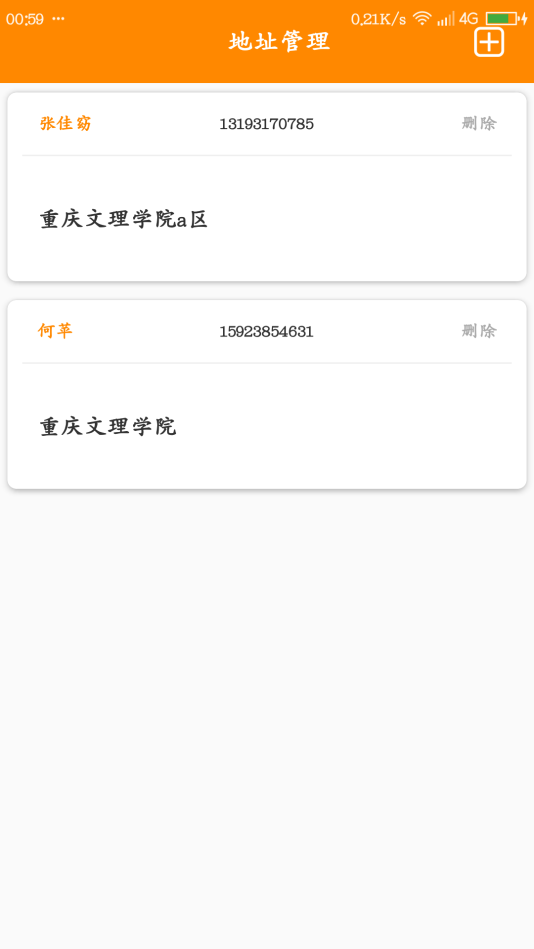 00:59 ... 0.21K/s 4G
地址管理
张佳窈 13193170785 删除
重庆文理学院a区
何苹 15923854631 删除
重庆文理学院